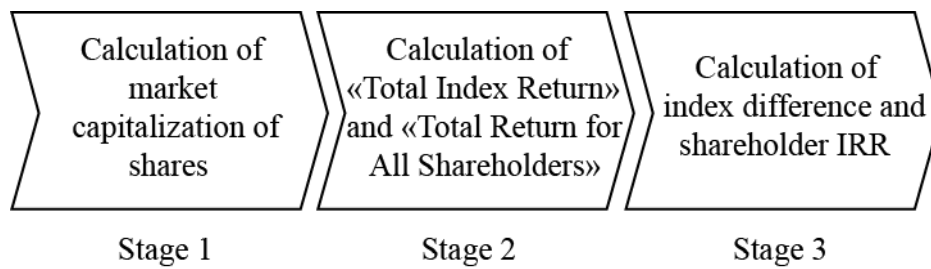 Calculation of
market
capitalization of
shares
Calculation of
«Total Index Return»
and «Total Return for
All Shareholders»
Calculation of
index difference and
shareholder IRR
Stage 1
Stage 2
Stage 3